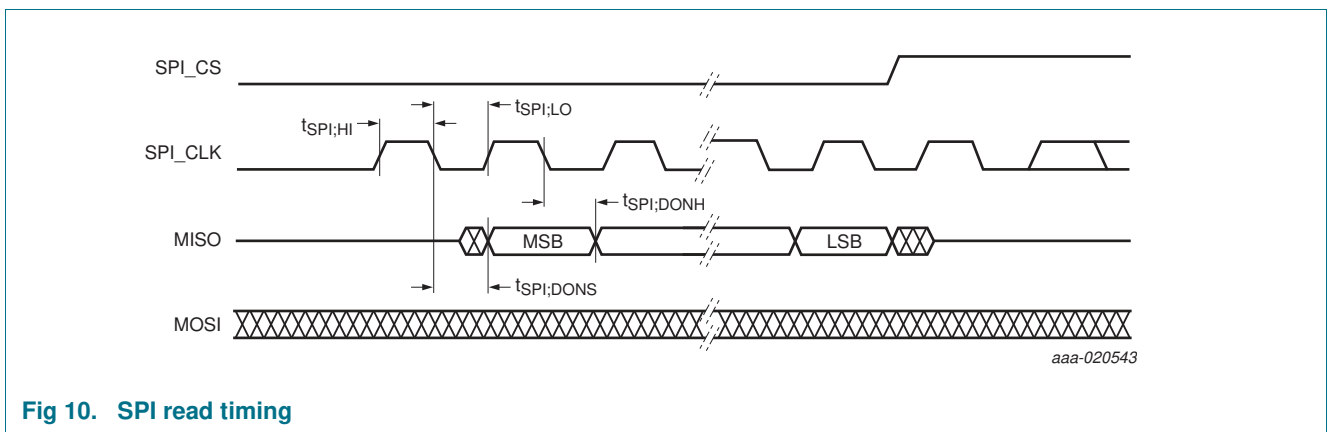 SPI_CS
tSPI;LO
tSPI;HI
SPI_CLK
tSPI;DONH
MISO
MSB
LSB
tSPI;DONS
MOSI
aaa-020543
Fig 10. SPI read timing